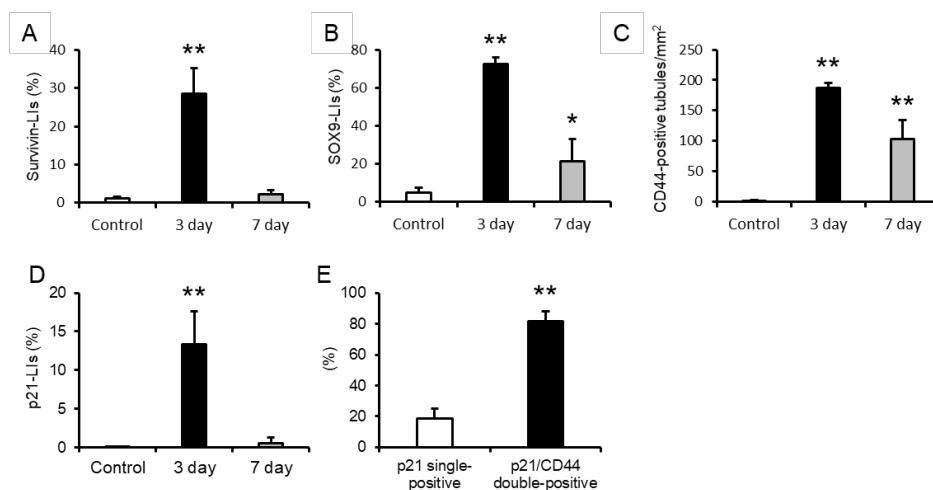 A
Survivin-LIs (%)
40
30
20
10
0
**
Control 3 day 7 day
B
SOX9-LIs (%)
80
60
40
20
0
**
*
Control 3 day 7 day
C
CD44-positive tubules/mm²
250
200
150
100
50
0
**
**
Control 3 day 7 day
D
p21-LIs (%)
20
15
10
5
0
**
Control 3 day 7 day
E
(%)
100
80
60
40
20
0
**
p21 single-
positive
p21/CD44
double-positive